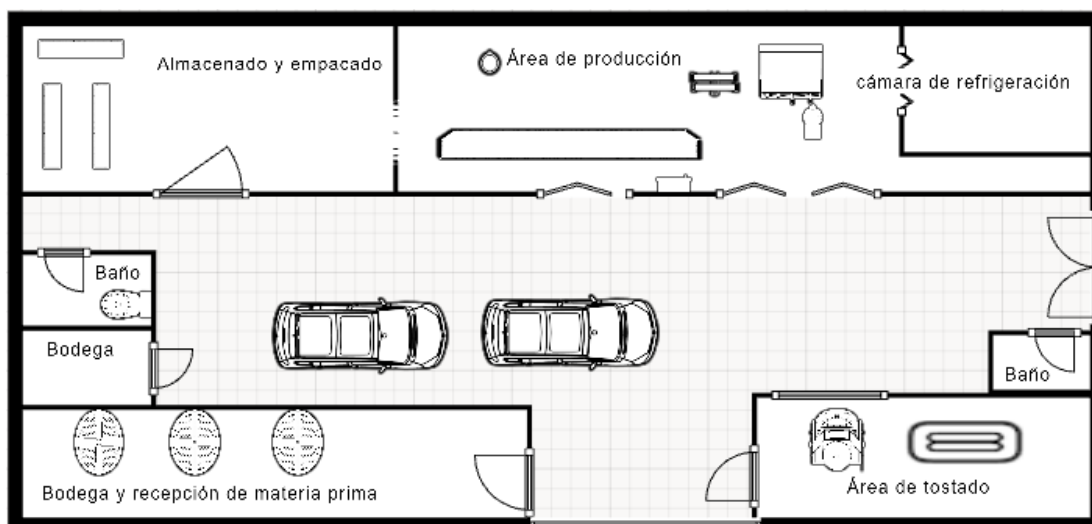 Almacenado y empacado
Área de producción
cámara de refrigeración
Baño
Bodega
Baño
Bodega y recepción de materia prima
Área de tostado